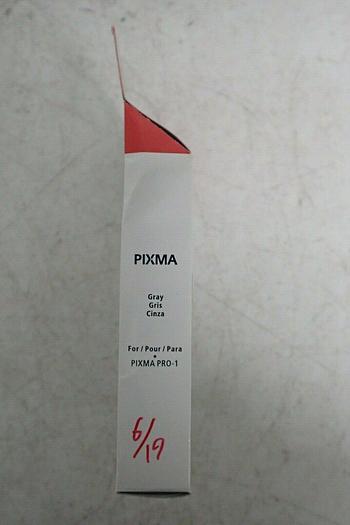 PIXMA
Gray
Gris
Cinza
For / Pour / Para
• PIXMA PRO-1
6/19